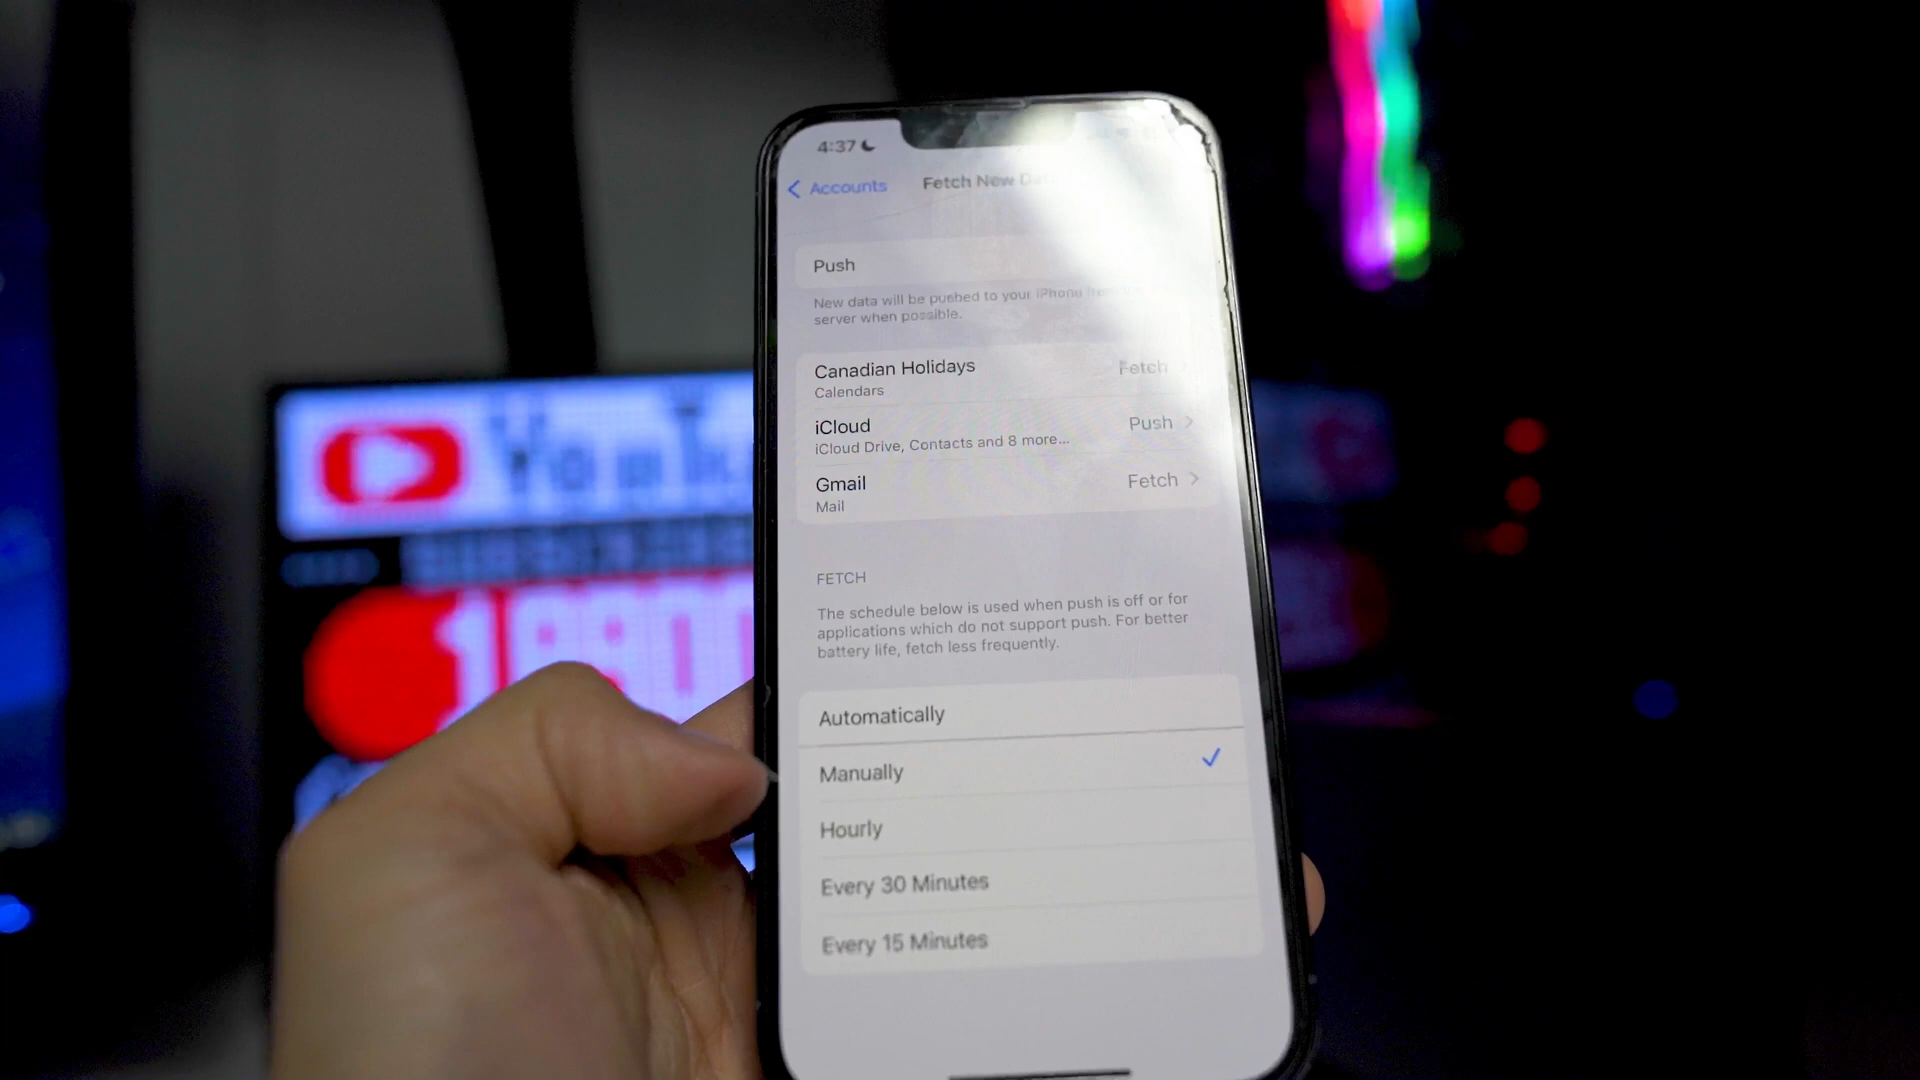 4:37
Accounts
Fetch New
Push
New data will be pushed to your iPhone
server when possible.
Canadian Holidays
Fetch
Calendars
iCloud
Push
iCloud Drive, Contacts and 8 more...
Gmail
Fetch
Mail
FETCH
The schedule below is used when push is off or for
applications which do not support push. For better
battery life, fetch less frequently.
Automatically
Manually
Hourly
Every 30 Minutes
Every 15 Minutes